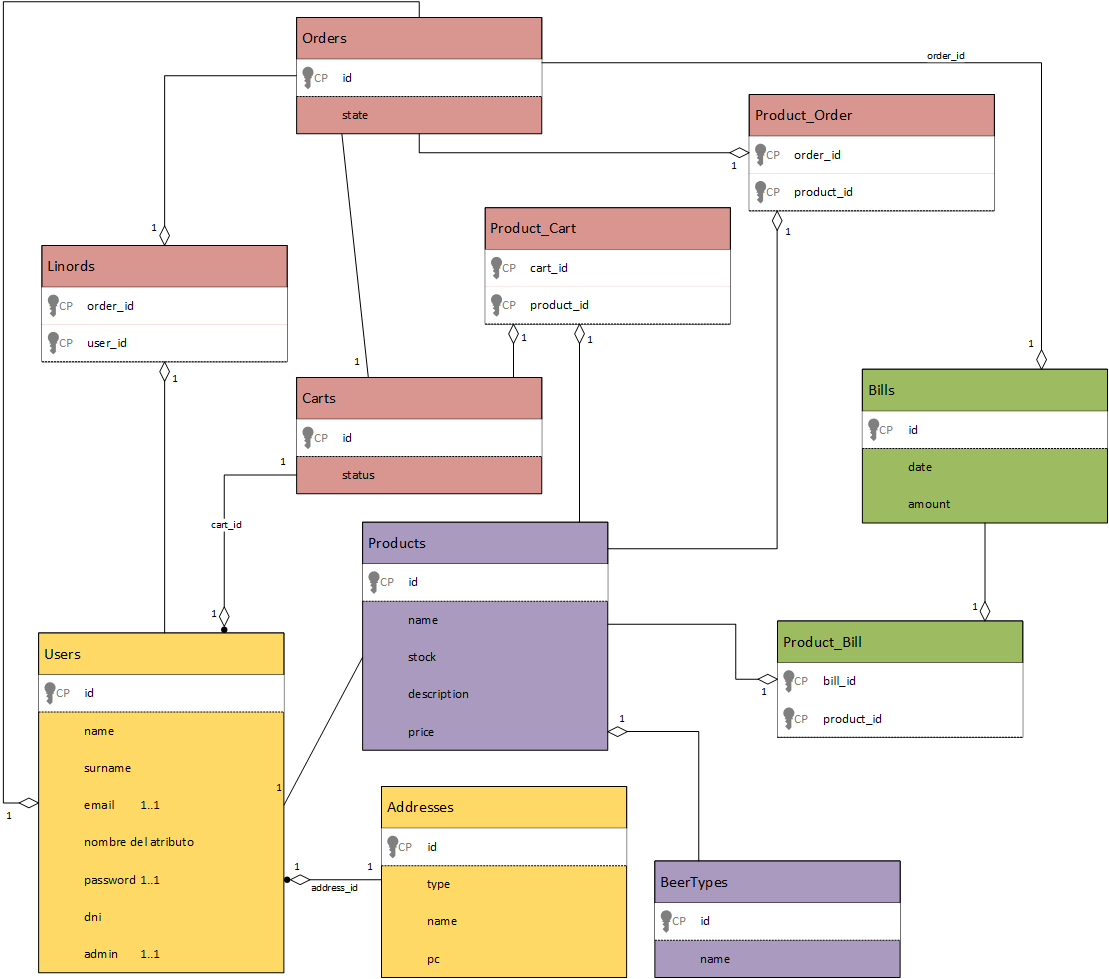 Orders
CP id
state
order_id
Product_Order
CP order_id
CP product_id
1
1
Product_Cart
CP cart_id
CP product_id
1
1
1
Linords
CP order_id
CP user_id
1
1
1
Carts
CP id
status
1
cart_id
1
Bills
CP id
date
amount
Products
CP id
name
stock
description
price
1
1
Product_Bill
CP bill_id
CP product_id
1
Users
CP id
name
surname
email 1..1
nombre del atributo
password 1..1
dni
admin 1..1
1
1
1
1
address_id
Addresses
CP id
type
name
pc
BeerTypes
CP id
name